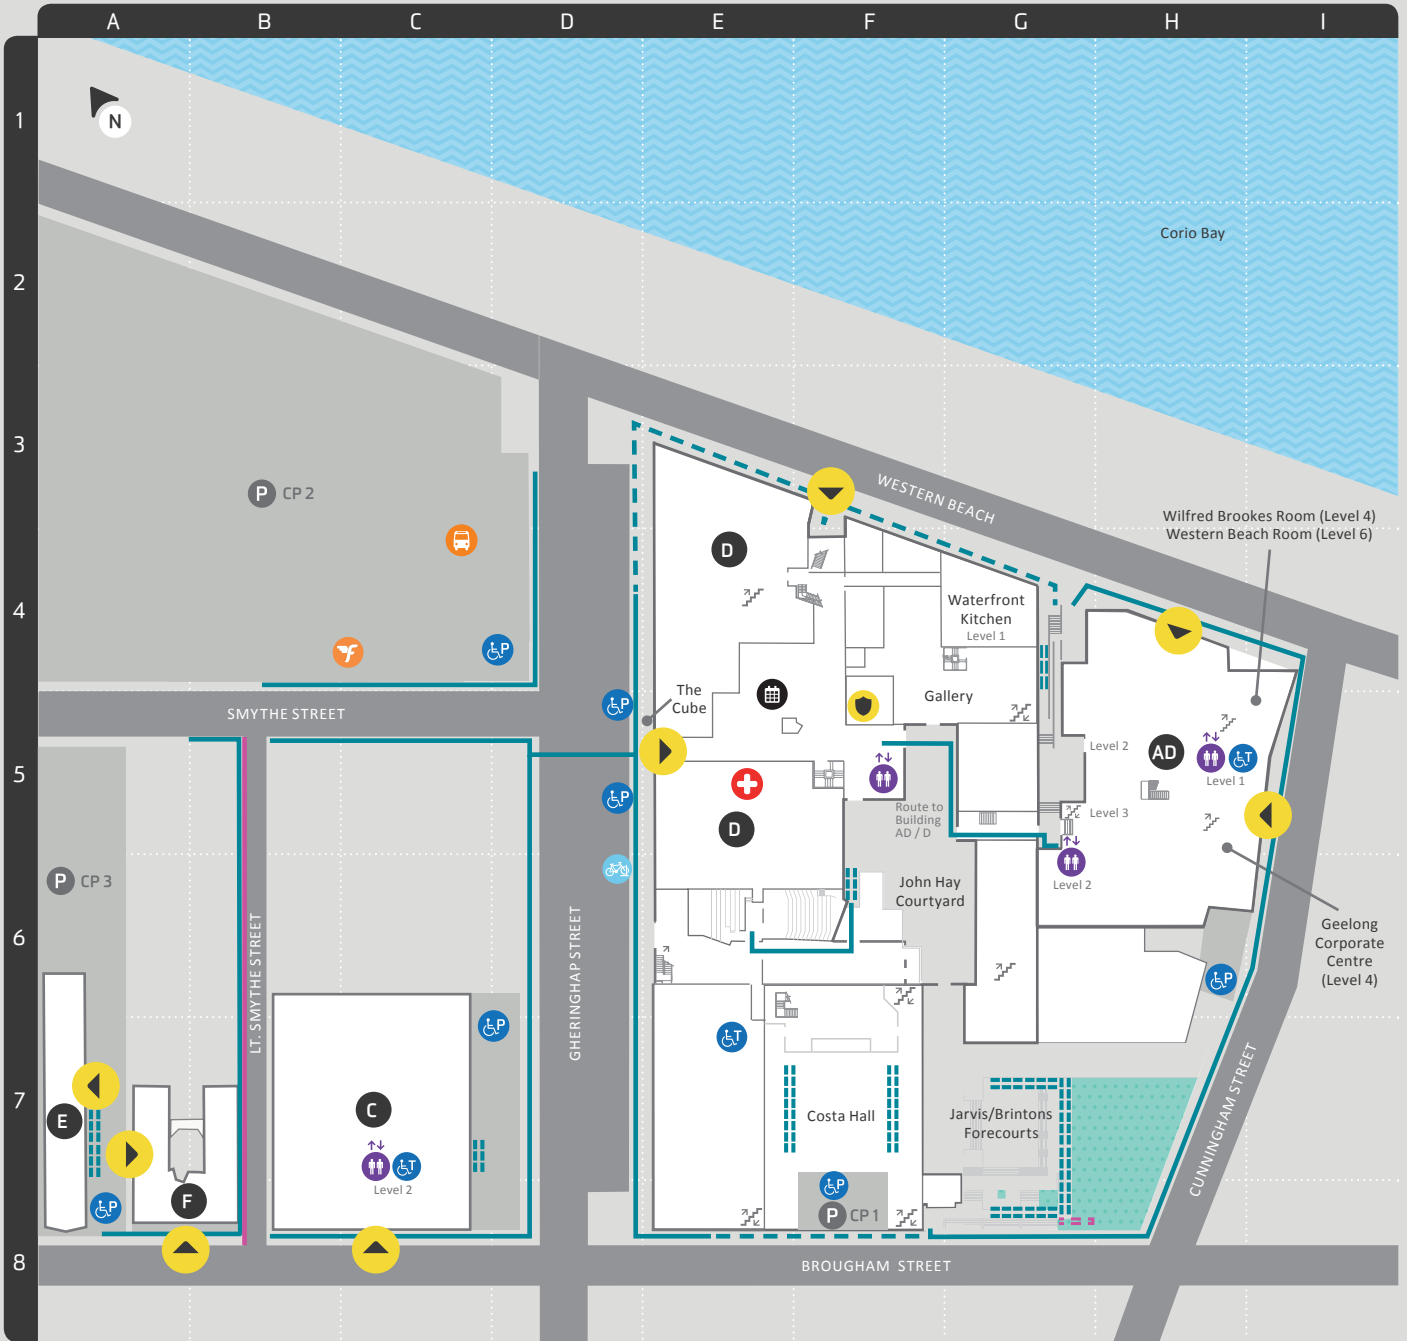 A B C D E F G H I
1
N
Corio Bay
2
3
WESTERN BEACH
P CP 2
Wilfred Brookes Room (Level 4)
Western Beach Room (Level 6)
D
4
Waterfront
Kitchen
Level 1
P
The
Cube
Gallery
P
SMYTHE STREET
Level 2
AD
T
Level 1
5
P
D
Route to
Building
AD / D
Level 3
Level 2
P CP 3
John Hay
Courtyard
6
LT. SMYTHE STREET
GHERINGHAP STREET
Geelong
Corporate
Centre
(Level 4)
P
P
T
7
E
C
Costa Hall
Jarvis/Brintons
Forecourts
CUNNINGHAM STREET
T
Level 2
P
F
P
P CP 1
8
BROUGHAM STREET